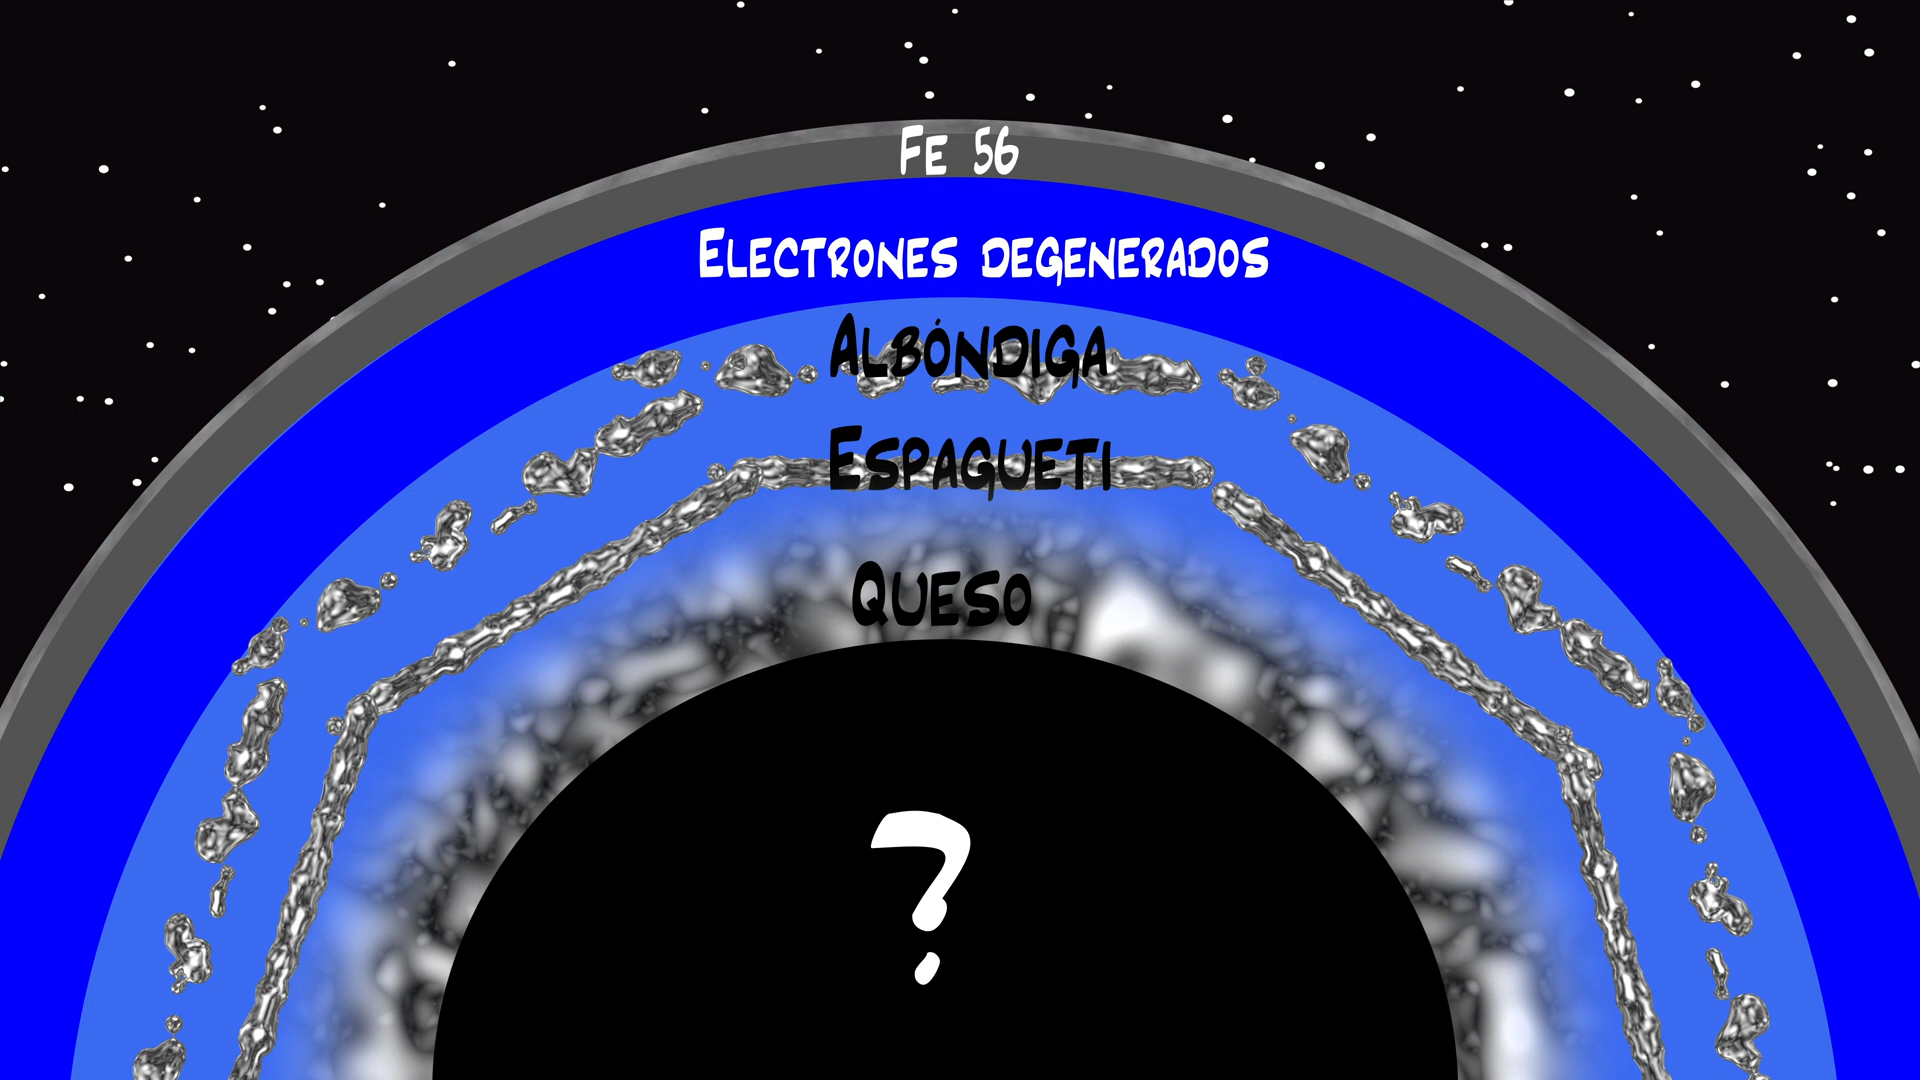 Fe 56
Electrones degenerados
Albóndiga
Espagueti
Queso
?